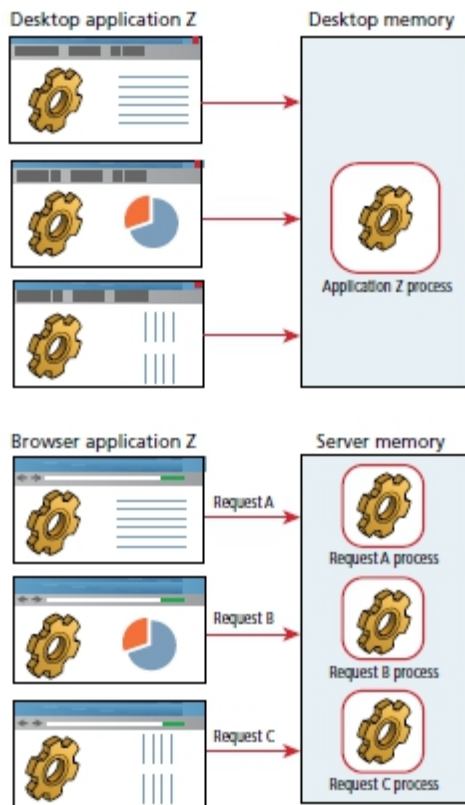 Desktop application Z
Desktop memory
Application Z process
Browser application Z
Server memory
Request A
Request A process
Request B
Request B process
Request C
Request C process